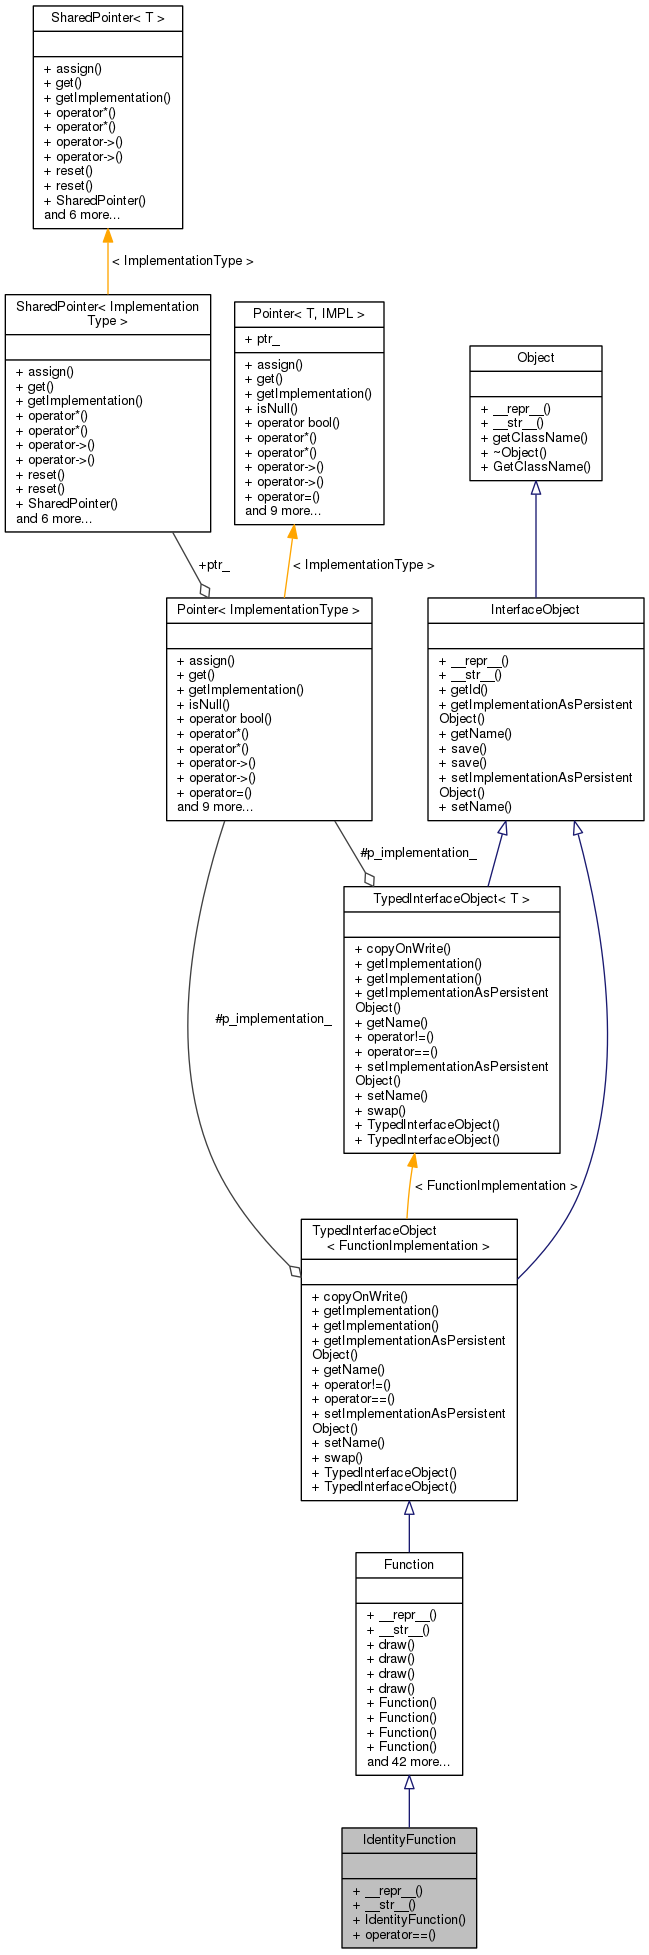 SharedPointer< T >
+ assign()
+ get()
+ getImplementation()
+ operator*()
+ operator*()
+ operator->()
+ operator->()
+ reset()
+ reset()
+ SharedPointer()
and 6 more...
< ImplementationType >
SharedPointer< Implementation
Type >
+ assign()
+ get()
+ getImplementation()
+ operator*()
+ operator*()
+ operator->()
+ operator->()
+ reset()
+ reset()
+ SharedPointer()
and 6 more...
Pointer< T, IMPL >
+ ptr_
+ assign()
+ get()
+ getImplementation()
+ isNull()
+ operator bool()
+ operator*()
+ operator*()
+ operator->()
+ operator->()
+ operator=()
and 9 more...
Object
+ __repr__()
+ __str__()
+ getClassName()
+ ~Object()
+ GetClassName()
+ptr_
< ImplementationType >
Pointer< ImplementationType >
+ assign()
+ get()
+ getImplementation()
+ isNull()
+ operator bool()
+ operator*()
+ operator*()
+ operator->()
+ operator->()
+ operator=()
and 9 more...
InterfaceObject
+ __repr__()
+ __str__()
+ getId()
+ getImplementationAsPersistent
Object()
+ getName()
+ save()
+ save()
+ setImplementationAsPersistent
Object()
+ setName()
#p_implementation_
TypedInterfaceObject< T >
+ copyOnWrite()
+ getImplementation()
+ getImplementation()
+ getImplementationAsPersistent
Object()
+ getName()
+ operator!=()
+ operator==()
+ setImplementationAsPersistent
Object()
+ setName()
+ swap()
+ TypedInterfaceObject()
+ TypedInterfaceObject()
#p_implementation_
< FunctionImplementation >
TypedInterfaceObject
< FunctionImplementation >
+ copyOnWrite()
+ getImplementation()
+ getImplementation()
+ getImplementationAsPersistent
Object()
+ getName()
+ operator!=()
+ operator==()
+ setImplementationAsPersistent
Object()
+ setName()
+ swap()
+ TypedInterfaceObject()
+ TypedInterfaceObject()
Function
+ __repr__()
+ __str__()
+ draw()
+ draw()
+ draw()
+ draw()
+ Function()
+ Function()
+ Function()
+ Function()
and 42 more...
IdentityFunction
+ __repr__()
+ __str__()
+ IdentityFunction()
+ operator==()